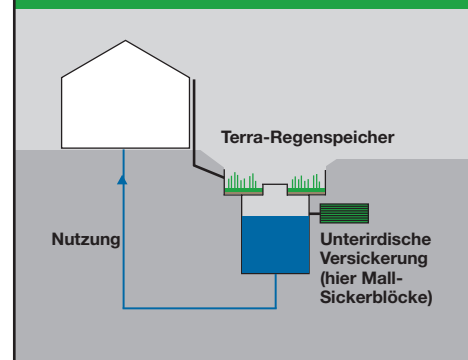 Terra-Regenspeicher
Nutzung
Unterirdische
Versickerung
(hier Mall-
Sickerblöcke)